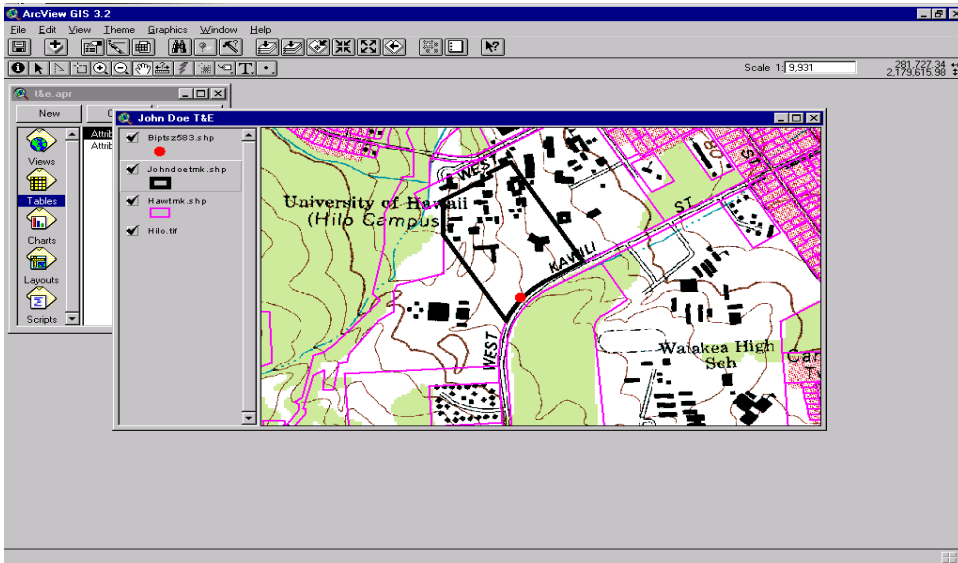 ArcView GIS 3.2
File Edit View Theme Graphics Window Help
Scale 1: 9,931
281,727.34
2,179,615.98
t&e.apr
New
Views
Tables
Charts
Layouts
Scripts
Attrib
Attrib
John Doe T&E
Biptsz583.shp
Johndoetmk.shp
Hawtmk.shp
Hilo.tif
WEST
University of Hawaii
(Hilo Campus)
KAWILI
ST
ST
80
WEST
Waiakea High
Sch